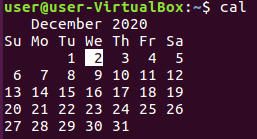 user@user-VirtualBox:~$ cal
December 2020
Su Mo Tu We Th Fr Sa
1 2 3 4 5
6 7 8 9 10 11 12
13 14 15 16 17 18 19
20 21 22 23 24 25 26
27 28 29 30 31